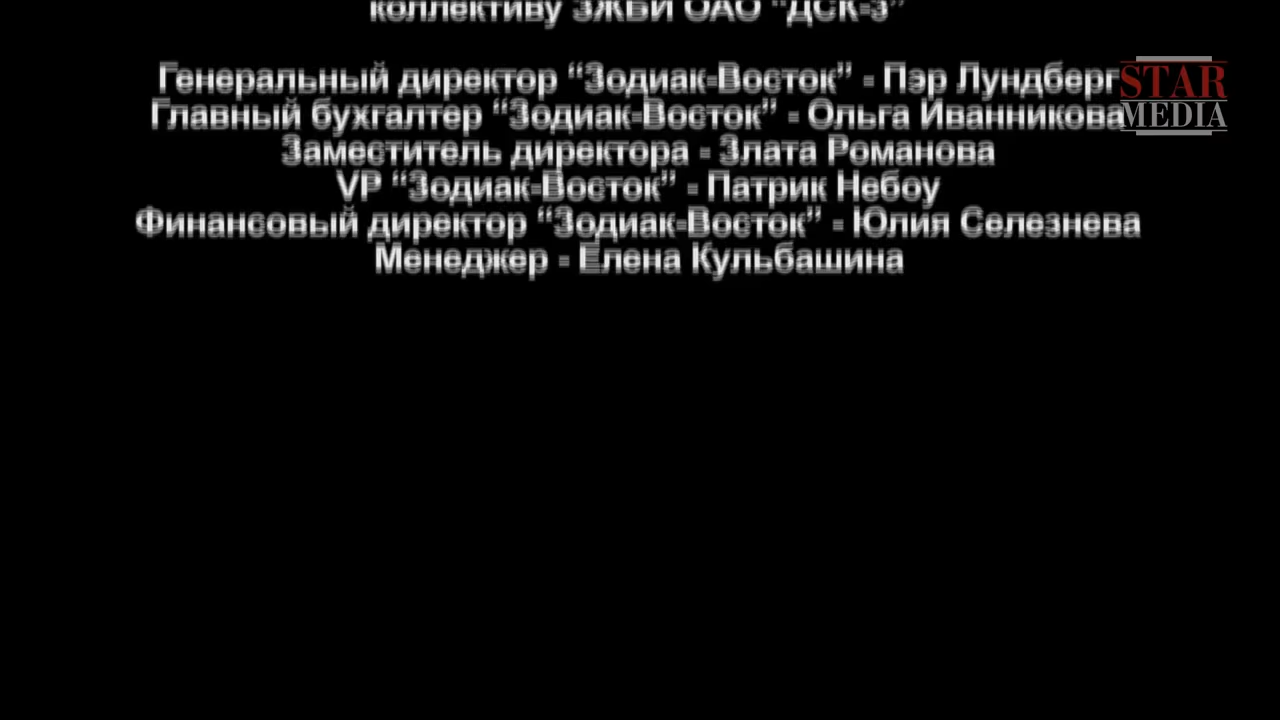 коллективу ЗЖБИ ОАО “ДСК-3”
Генеральный директор “Зодиак-Восток” - Пэр Лундберг
Главный бухгалтер “Зодиак-Восток” - Ольга Иванникова
Заместитель директора - Злата Романова
VP “Зодиак-Восток” - Патрик Небоу
Финансовый директор “Зодиак-Восток” - Юлия Селезнева
Менеджер - Елена Кульбашина
STAR
MEDIA